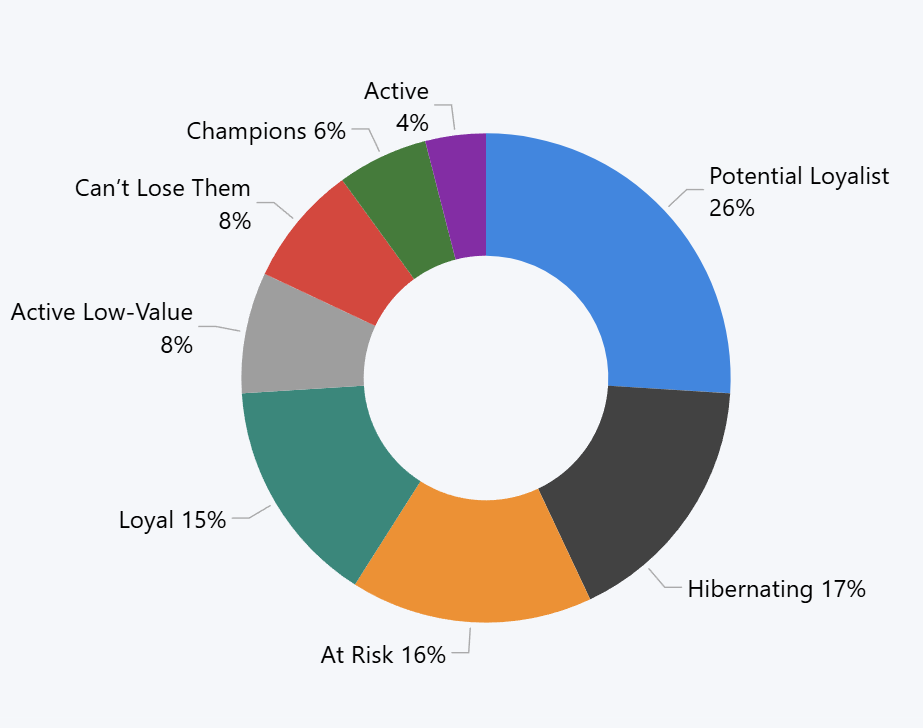 Active
4%
Champions 6%
Can’t Lose Them
8%
Potential Loyalist
26%
Active Low-Value
8%
Loyal 15%
Hibernating 17%
At Risk 16%